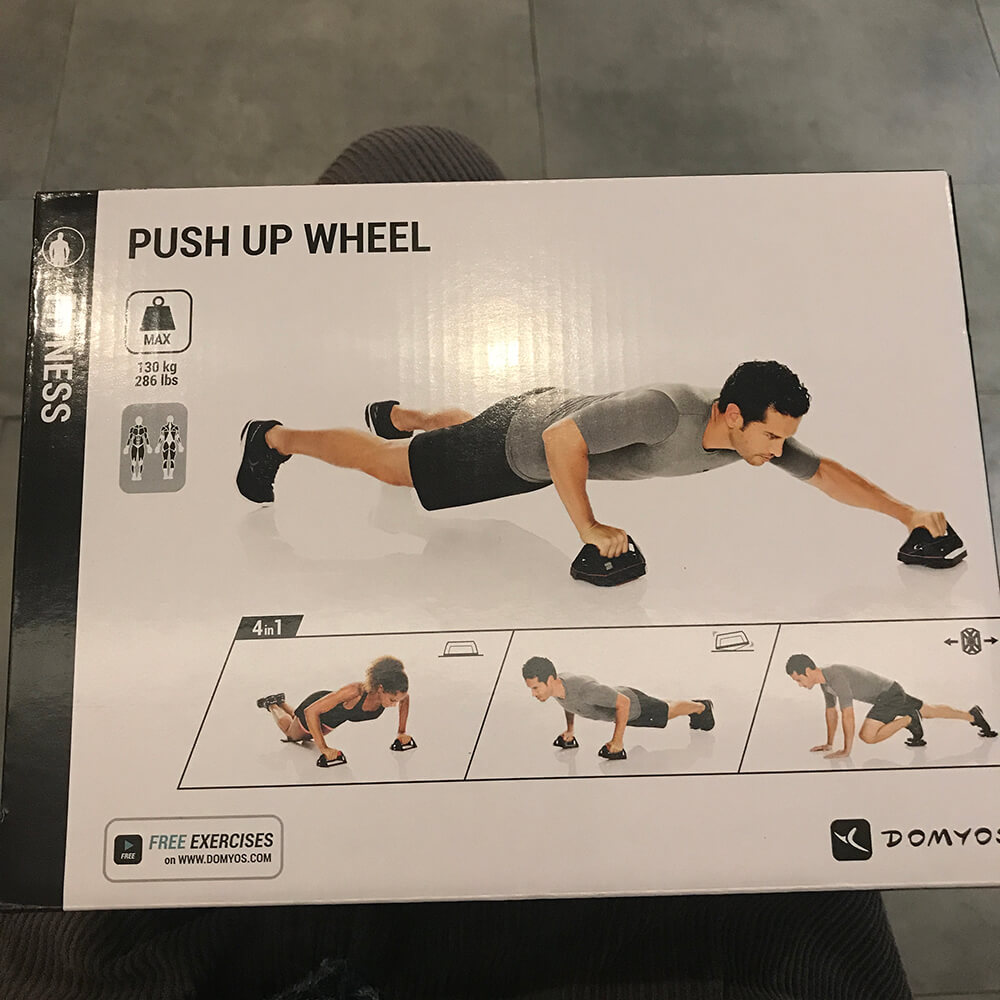 PUSH UP WHEEL
MAX
130 kg
286 lbs
4in1
FREE
FREE EXERCISES
on WWW.DOMYOS.COM
DOMYOS